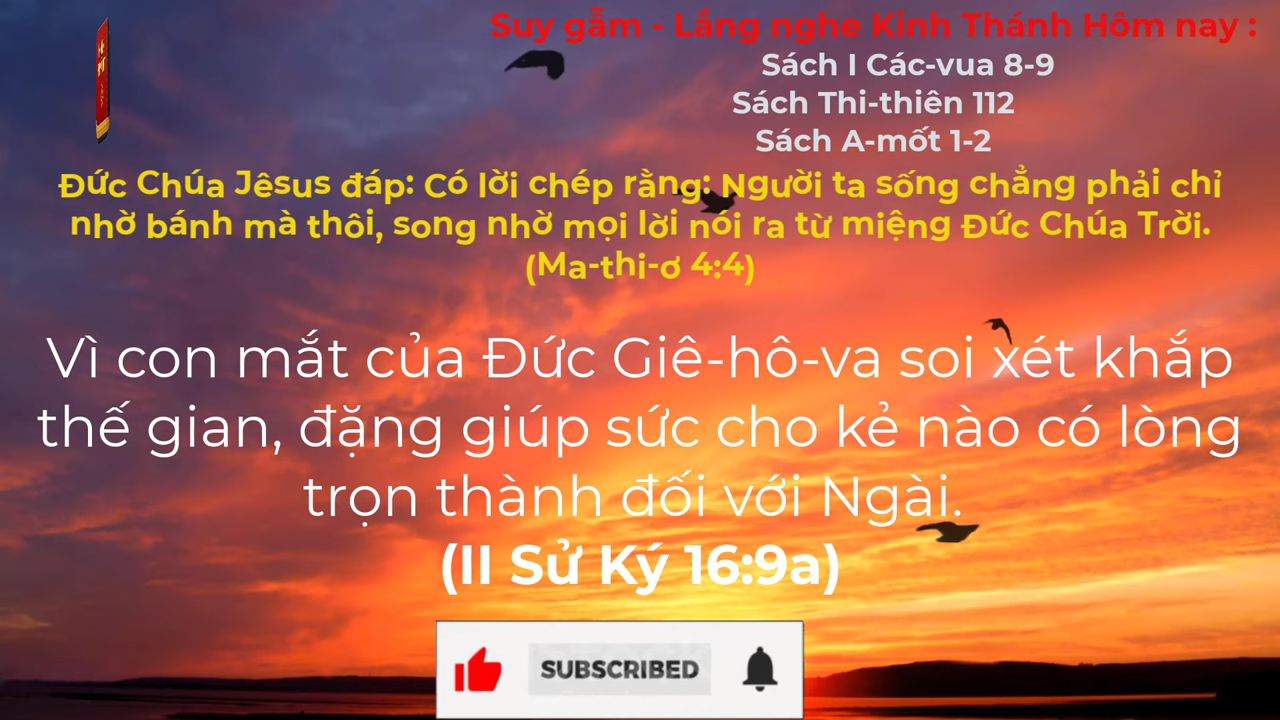 Suy gẫm - Lắng nghe Kinh Thánh Hôm nay :
Sách I Các-vua 8-9
Sách Thi-thiên 112
Sách A-mốt 1-2
Đức Chúa Jêsus đáp: Có lời chép rằng: Người ta sống chẳng phải chỉ
nhờ bánh mà thôi, song nhờ mọi lời nói ra từ miệng Đức Chúa Trời.
(Ma-thi-ơ 4:4)
Vì con mắt của Đức Giê-hô-va soi xét khắp
thế gian, đặng giúp sức cho kẻ nào có lòng
trọn thành đối với Ngài.
(II Sử Ký 16:9a)
SUBSCRIBED